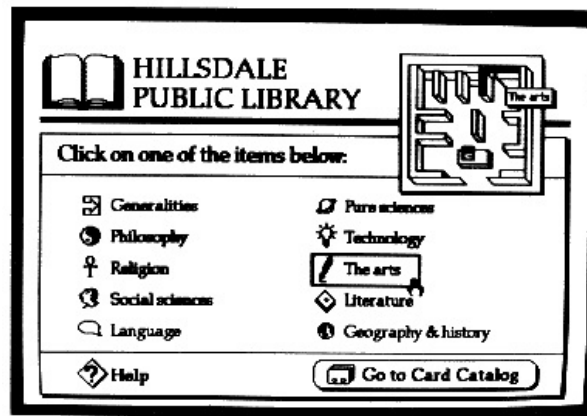 HILLSDALE
PUBLIC LIBRARY
The arts
Click on one of the items below:
Generalities
Philosophy
Religion
Social sciences
Language
Pure sciences
Technology
The arts
Literature
Geography & history
Help
Go to Card Catalog